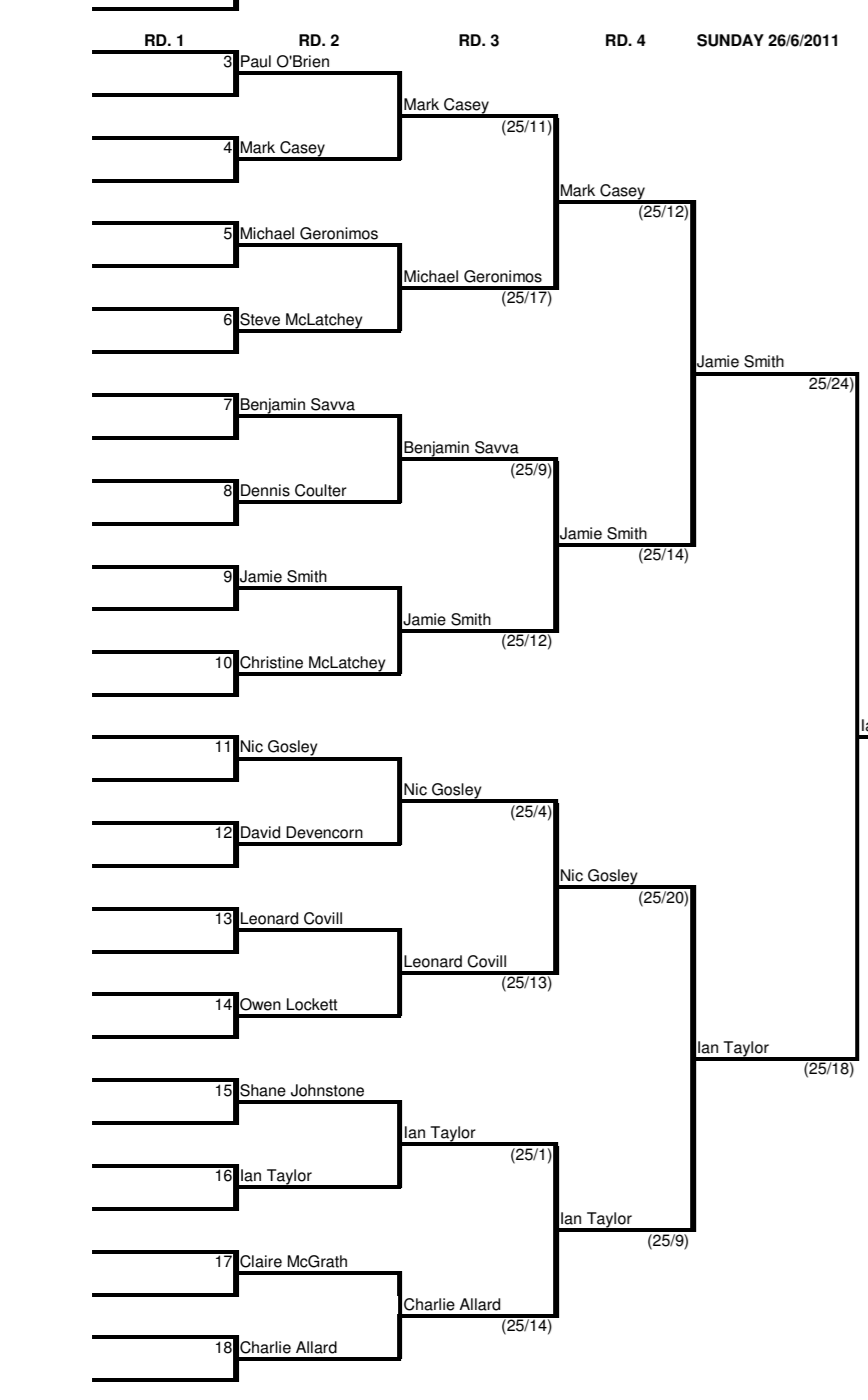 RD. 1 RD. 2 RD. 3 RD. 4 SUNDAY 26/6/2011
3 Paul O'Brien
Mark Casey
(25/11)
4 Mark Casey
Mark Casey
(25/12)
5 Michael Geronimos
Michael Geronimos
(25/17)
6 Steve McLatchey
Jamie Smith
25/24)
7 Benjamin Savva
Benjamin Savva
(25/9)
8 Dennis Coulter
Jamie Smith
(25/14)
9 Jamie Smith
Jamie Smith
(25/12)
10 Christine McLatchey
11 Nic Gosley
Nic Gosley
(25/4)
12 David Devencorn
Nic Gosley
(25/20)
13 Leonard Covill
Leonard Covill
(25/13)
14 Owen Lockett
Ian Taylor
(25/18)
15 Shane Johnstone
Ian Taylor
(25/1)
16 Ian Taylor
Ian Taylor
(25/9)
17 Claire McGrath
Charlie Allard
(25/14)
18 Charlie Allard